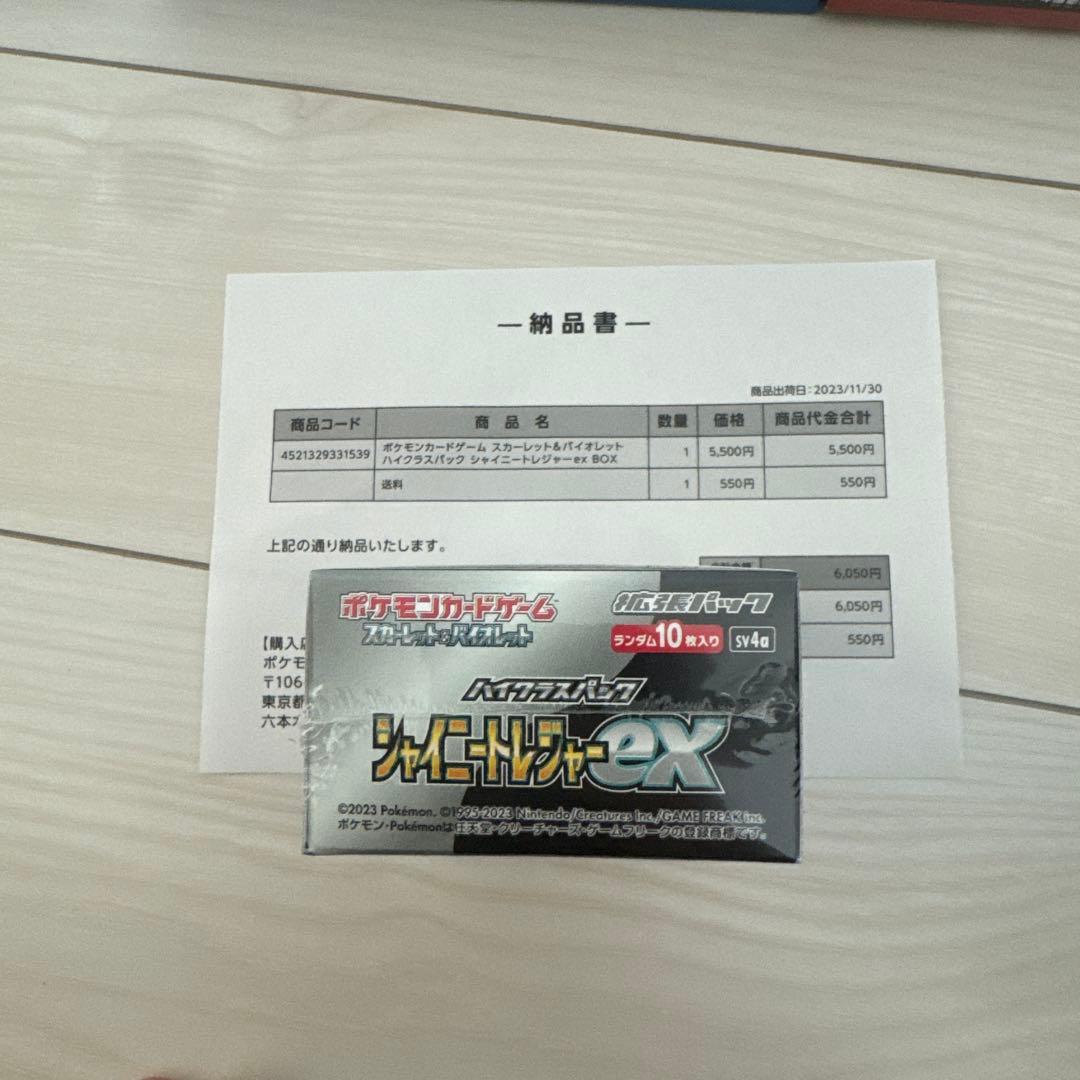 ― 納品書 ―
商品出荷日：2023/11/30
商品コード 商品名 数量 価格 商品代金合計
4521329331539 ポケモンカードゲーム スカーレット&バイオレット
ハイクラスパック シャイニートレジャーex BOX 1 5,500円 5,500円
送料 1 550円 550円
上記の通り納品いたします。
6,050円
6,050円
550円
【購入
ポケモ
〒106
東京都
六本
ポケモンカードゲーム
スカーレット&バイオレット
拡張パック
ランダム10枚入り SV4a
ハイクラスパック
シャイニートレジャーex
©2023 Pokémon. ©1995-2023 Nintendo/Creatures Inc./GAME FREAK inc.
ポケモン・Pokémonは任天堂・クリーチャーズ・ゲームフリークの登録商標です。